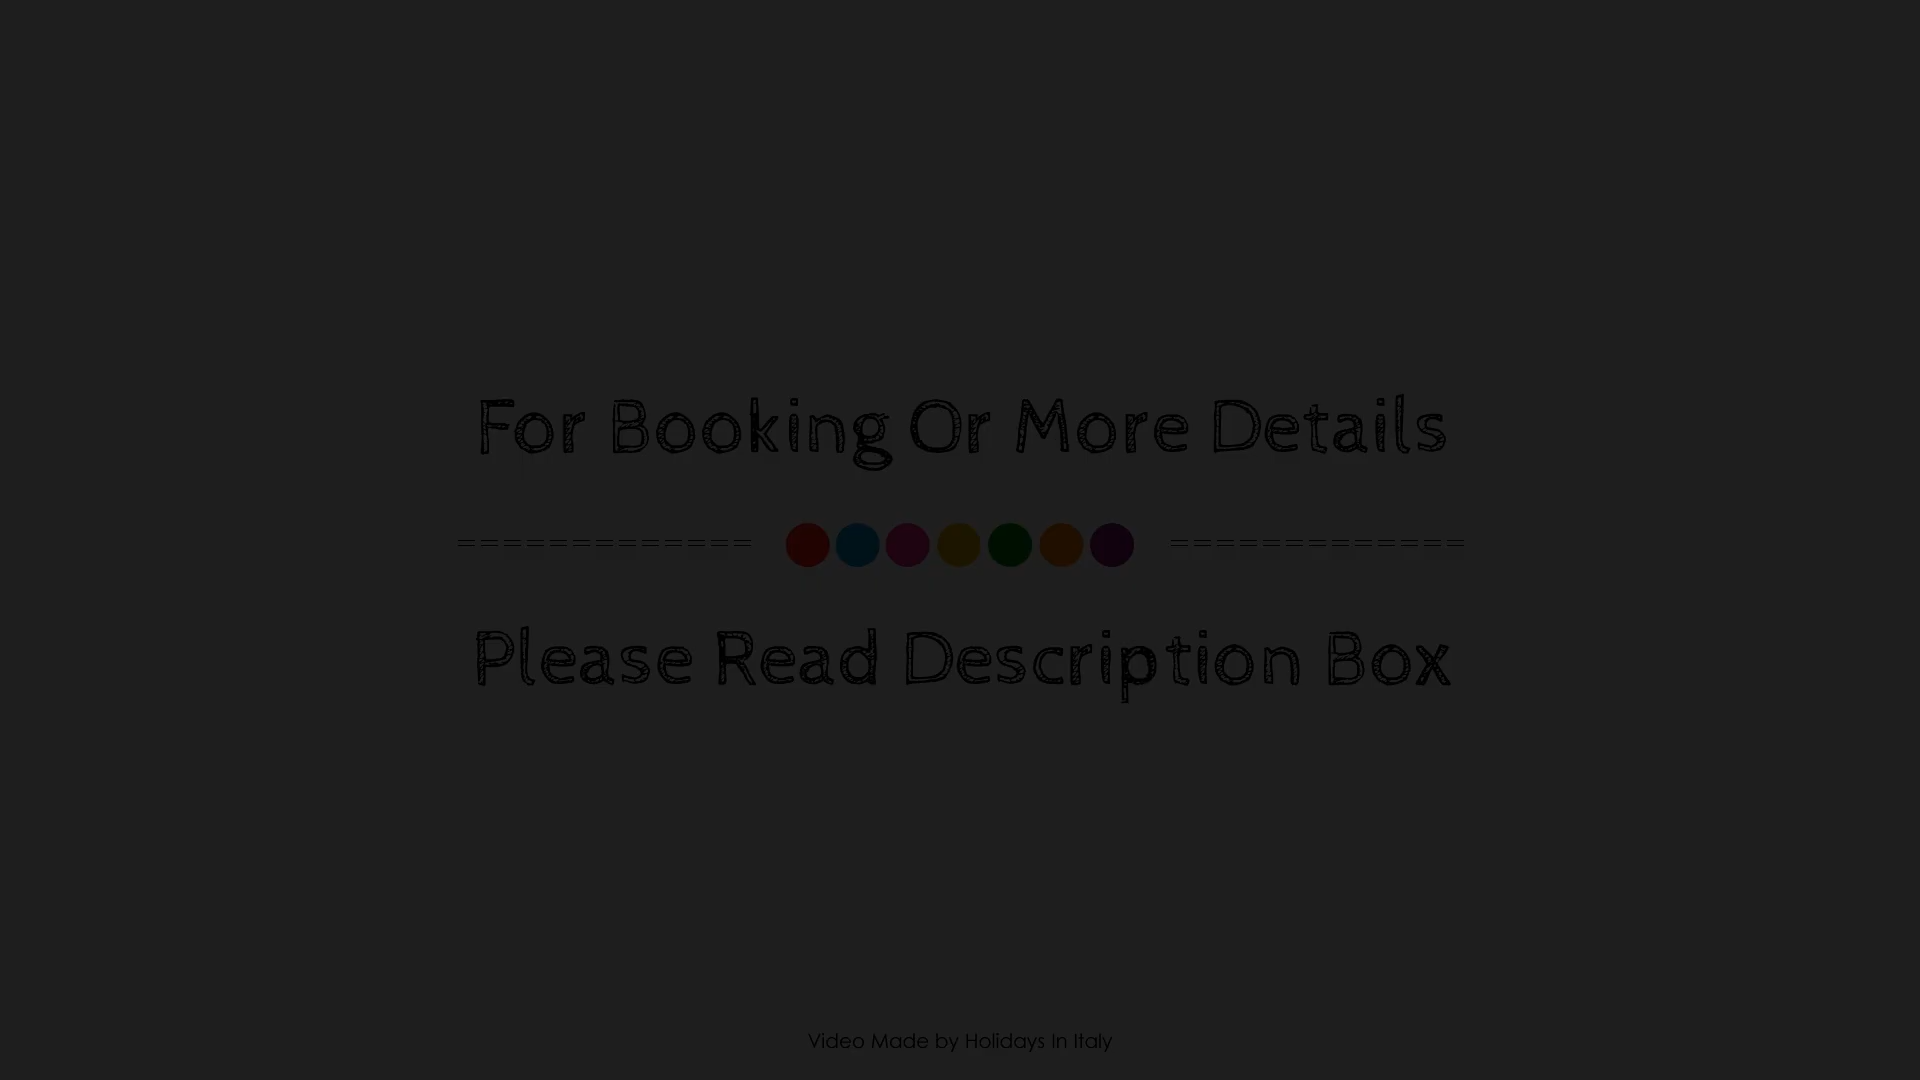 For Booking Or More Details
============= =============
Please Read Description Box
Video Made by Holidays In Italy